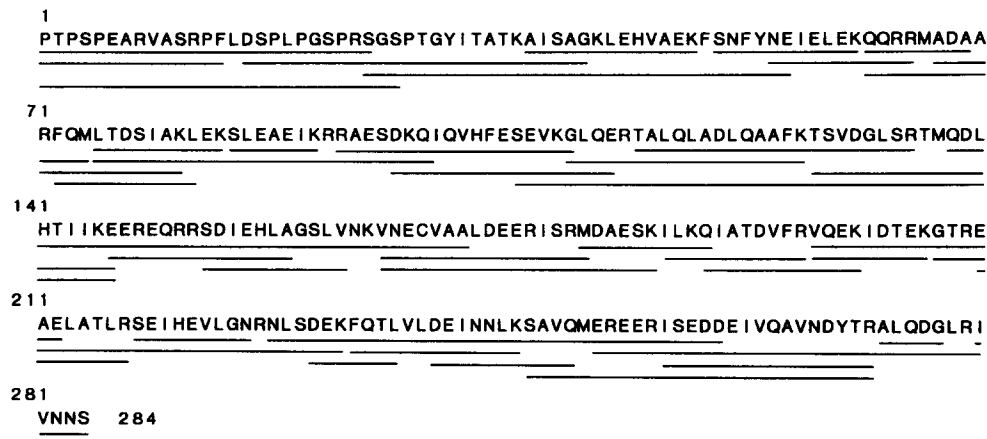 1
PTPSPEARVASRPFLDSPLPGSPRSGSPTGYITATKAISAGKLEHVAEKFSNFYNEIELEKQQRRMADAA
71
RFQMLTDSIAKLEKSLEAEIKRRAESDKQIQVHFESEVKGLQERTALQLADLQAAFKTSVDGLSRTMQDL
141
HTIIKEEREQRRSDIEHLAGSLVNKVNECVAALDEERISRMDAESKILKQIATDVFRVQEKIDTEKGTRE
211
AELATLRSEIHEVLGNRNLSDEKFQTLVLDEINNLKSAVQMEREERISEDDEIVQAVNDYTRALQDGLRI
281
VNNS 284